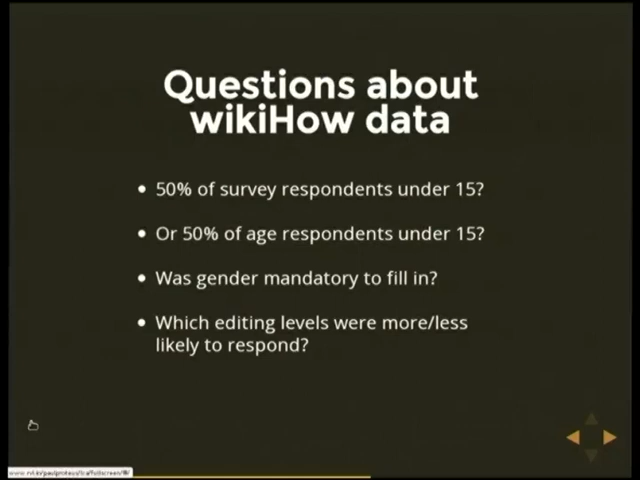 Questions about
wikiHow data
• 50% of survey respondents under 15?
• Or 50% of age respondents under 15?
• Was gender mandatory to fill in?
• Which editing levels were more/less
likely to respond?